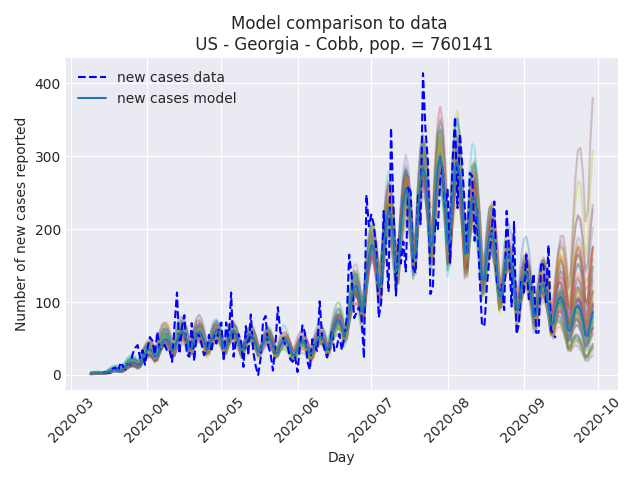 Model comparison to data
US - Georgia - Cobb, pop. = 760141
new cases data
new cases model
Number of new cases reported
400
300
200
100
0
2020-03
2020-04
2020-05
2020-06
2020-07
2020-08
2020-09
2020-10
Day